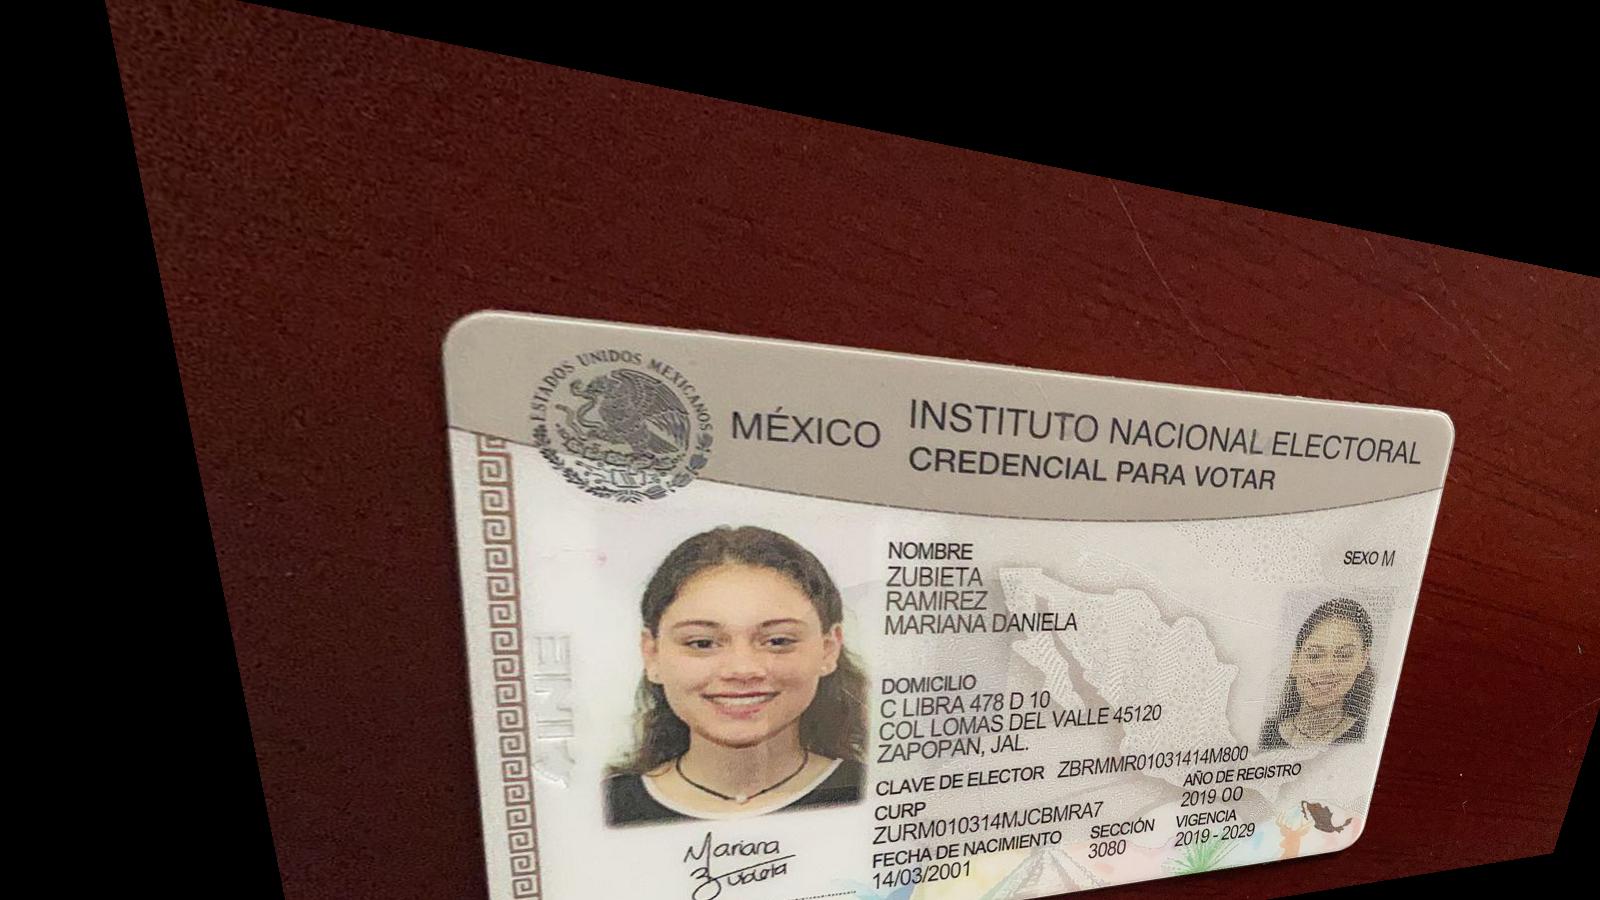 ESTADOS UNIDOS MEXICANOS
MÉXICO
INSTITUTO NACIONAL ELECTORAL
CREDENCIAL PARA VOTAR
NOMBRE
ZUBIETA
RAMIREZ
MARIANA DANIELA
SEXO M
DOMICILIO
C LIBRA 478 D 10
COL LOMAS DEL VALLE 45120
ZAPOPAN, JAL.
CLAVE DE ELECTOR ZBRMMR01031414M800
CURP
ZURM010314MJCBMRA7
AÑO DE REGISTRO
2019 00
FECHA DE NACIMIENTO
14/03/2001
SECCIÓN
3080
VIGENCIA
2019 - 2029
INE
Mariana
Zubieta